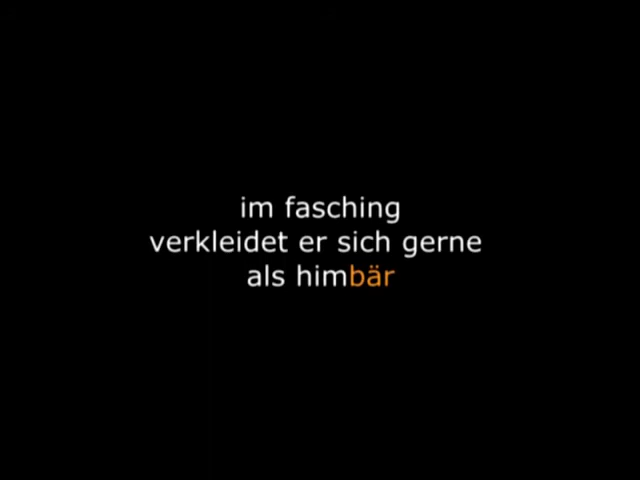 im fasching
verkleidet er sich gerne
als himbär